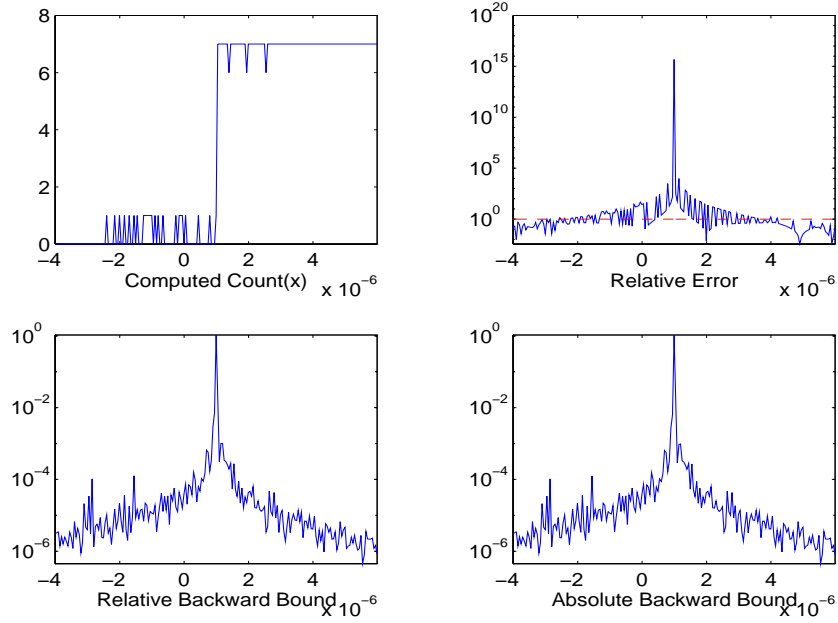 8
6
4
2
0
−4 −2 0 2 4
Computed Count(x)
x 10⁻⁶
10²⁰
10¹⁵
10¹⁰
10⁵
10⁰
−4 −2 0 2 4
Relative Error
x 10⁻⁶
10⁰
10⁻²
10⁻⁴
10⁻⁶
−4 −2 0 2 4
Relative Backward Bound
x 10⁻⁶
10⁰
10⁻²
10⁻⁴
10⁻⁶
−4 −2 0 2 4
Absolute Backward Bound
x 10⁻⁶